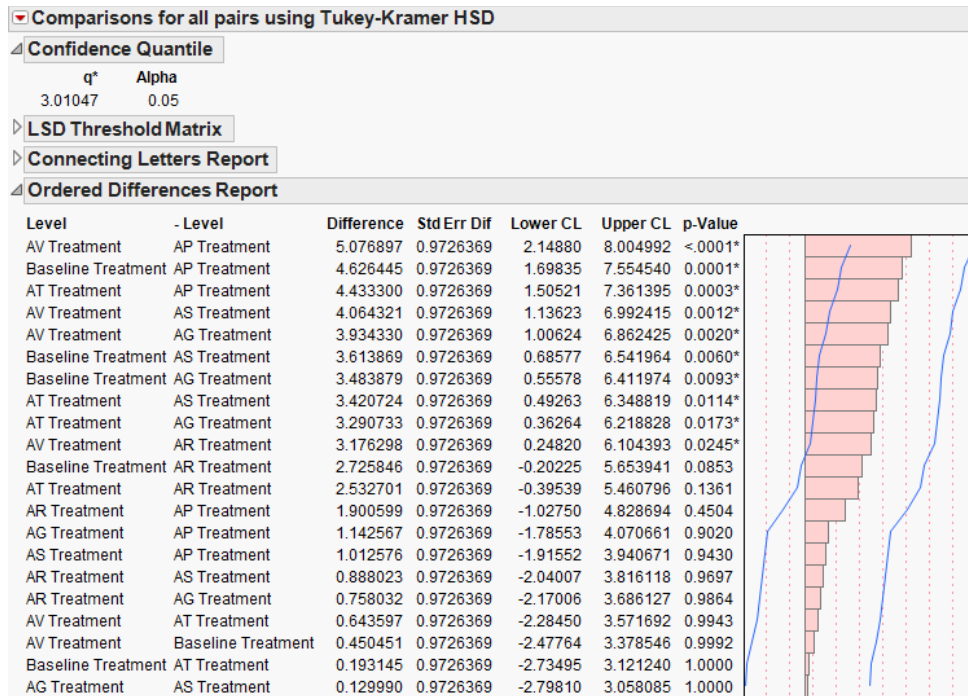 Comparisons for all pairs using Tukey-Kramer HSD
Confidence Quantile
q* Alpha
3.01047 0.05
LSD Threshold Matrix
Connecting Letters Report
Ordered Differences Report
Level - Level Difference Std Err Dif Lower CL Upper CL p-Value
AV Treatment AP Treatment 5.076897 0.9726369 2.14880 8.004992 <.0001*
Baseline Treatment AP Treatment 4.626445 0.9726369 1.69835 7.554540 0.0001*
AT Treatment AP Treatment 4.433300 0.9726369 1.50521 7.361395 0.0003*
AV Treatment AS Treatment 4.064321 0.9726369 1.13623 6.992415 0.0012*
AV Treatment AG Treatment 3.934330 0.9726369 1.00624 6.862425 0.0020*
Baseline Treatment AS Treatment 3.613869 0.9726369 0.68577 6.541964 0.0060*
Baseline Treatment AG Treatment 3.483879 0.9726369 0.55578 6.411974 0.0093*
AT Treatment AS Treatment 3.420724 0.9726369 0.49263 6.348819 0.0114*
AT Treatment AG Treatment 3.290733 0.9726369 0.36264 6.218828 0.0173*
AV Treatment AR Treatment 3.176298 0.9726369 0.24820 6.104393 0.0245*
Baseline Treatment AR Treatment 2.725846 0.9726369 -0.20225 5.653941 0.0853
AT Treatment AR Treatment 2.532701 0.9726369 -0.39539 5.460796 0.1361
AR Treatment AP Treatment 1.900599 0.9726369 -1.02750 4.828694 0.4504
AG Treatment AP Treatment 1.142567 0.9726369 -1.78553 4.070661 0.9020
AS Treatment AP Treatment 1.012576 0.9726369 -1.91552 3.940671 0.9430
AR Treatment AS Treatment 0.888023 0.9726369 -2.04007 3.816118 0.9697
AR Treatment AG Treatment 0.758032 0.9726369 -2.17006 3.686127 0.9864
AV Treatment AT Treatment 0.643597 0.9726369 -2.28450 3.571692 0.9943
AV Treatment Baseline Treatment 0.450451 0.9726369 -2.47764 3.378546 0.9992
Baseline Treatment AT Treatment 0.193145 0.9726369 -2.73495 3.121240 1.0000
AG Treatment AS Treatment 0.129990 0.9726369 -2.79810 3.058085 1.0000